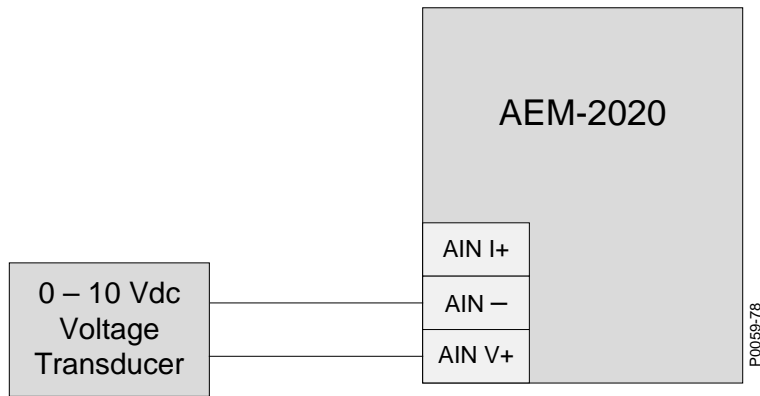 AEM-2020
AIN I+
AIN –
AIN V+
0 – 10 Vdc
Voltage
Transducer
P0059-78